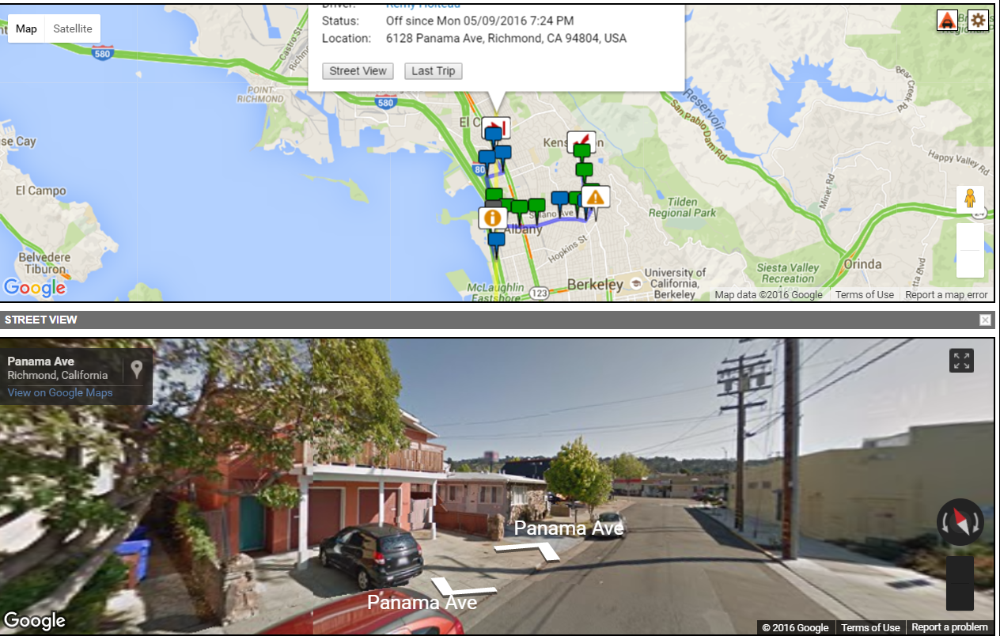 Driver:
Status: Off since Mon 05/09/2016 7:24 PM
Location: 6128 Panama Ave, Richmond, CA 94804, USA
Street View Last Trip
Map Satellite
580
Castro St
POINT
RICHMOND
580
El C
Kens on
80
Solano Ave
Albany
Hopkins St
Berkeley
University of
California,
Berkeley
McLaughlin
Eastshore
123
El Campo
Belvedere
Tiburon
Google
San Pablo Dam Rd
Reservoir
Bear Creek Rd
Happy Valley Rd
Miner Rd
Tilden
Regional Park
24
Siesta Valley
Recreation
Orinda
Map data ©2016 Google Terms of Use Report a map error
STREET VIEW
Panama Ave
Richmond, California
View on Google Maps
Panama Ave
Panama Ave
Google
© 2016 Google Terms of Use Report a problem